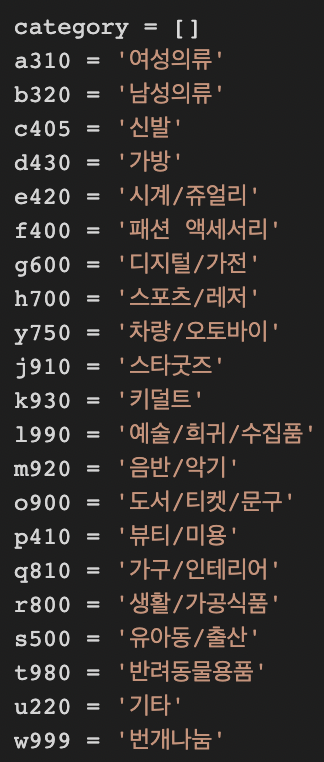 category = []
a310 = '여성의류'
b320 = '남성의류'
c405 = '신발'
d430 = '가방'
e420 = '시계/쥬얼리'
f400 = '패션 액세서리'
g600 = '디지털/가전'
h700 = '스포츠/레저'
y750 = '차량/오토바이'
j910 = '스타굿즈'
k930 = '키덜트'
l990 = '예술/희귀/수집품'
m920 = '음반/악기'
o900 = '도서/티켓/문구'
p410 = '뷰티/미용'
q810 = '가구/인테리어'
r800 = '생활/가공식품'
s500 = '유아동/출산'
t980 = '반려동물용품'
u220 = '기타'
w999 = '번개나눔'